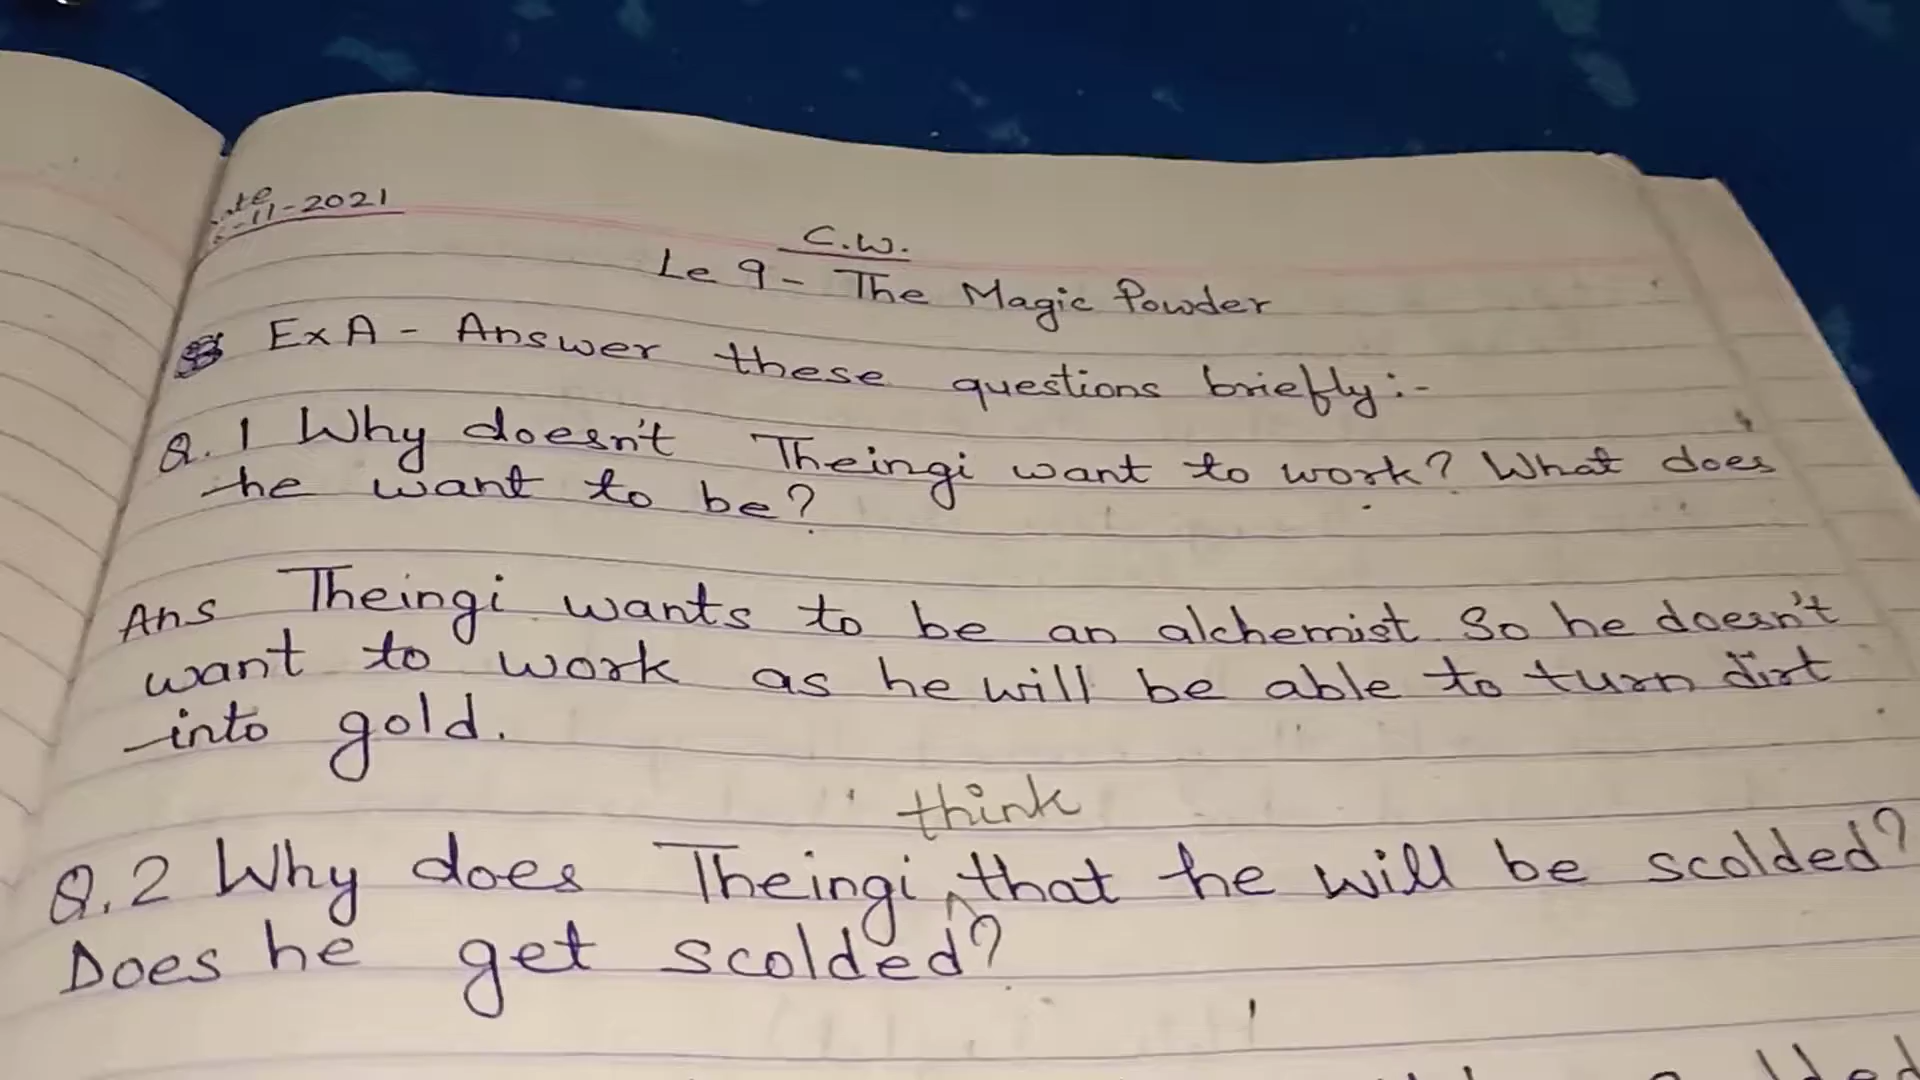 -11-2021
C.W.
Le 9 - The Magic Powder
Ex A - Answer these questions briefly:-
Q. 1 Why doesn't Theingi want to work? What does
he want to be?
Ans Theingi wants to be an alchemist. So he doesn't
want to work as he will be able to turn dirt
into gold.
think
Q. 2 Why does Theingi that he will be scolded?
Does he get scolded?